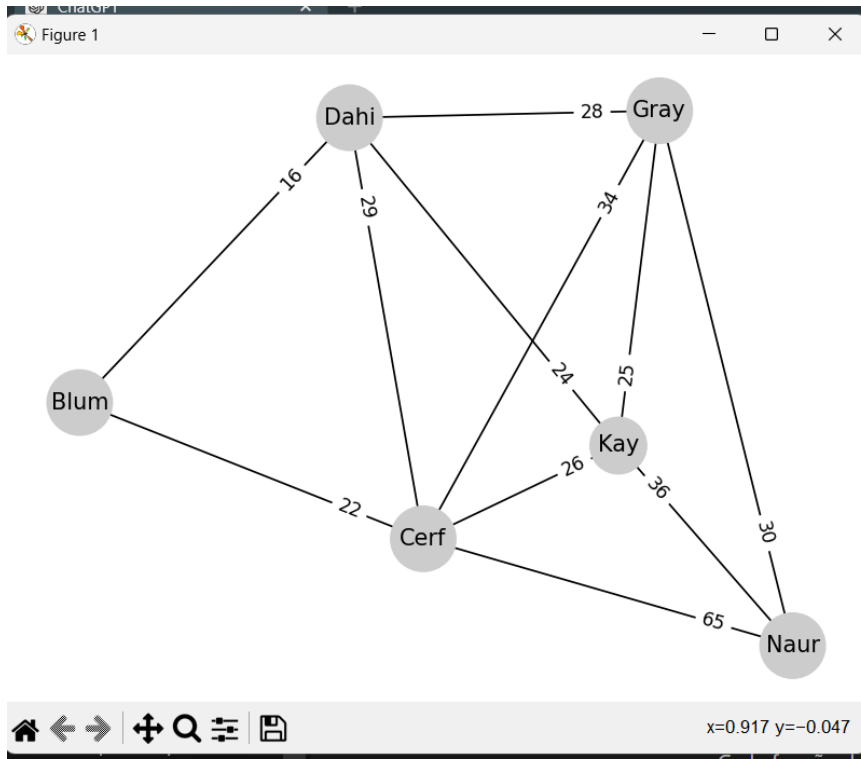 ChatGPT
Figure 1
Dahi
28
Gray
16
29
34
24
25
Blum
Kay
26
36
22
Cerf
30
65
Naur
x=0.917 y=−0.047